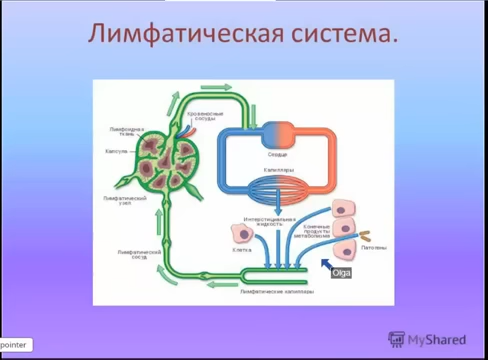 Лимфатическая система.
Кровеносные
сосуды
Лимфоидная
ткань
Капсула
Сердце
Капилляры
Лимфатический
узел
Интерстициальная
жидкость
Конечные
продукты
метаболизма
Клетка
Патогены
Лимфатический
сосуд
Olga
Лимфатические капилляры
pointer
MyShared